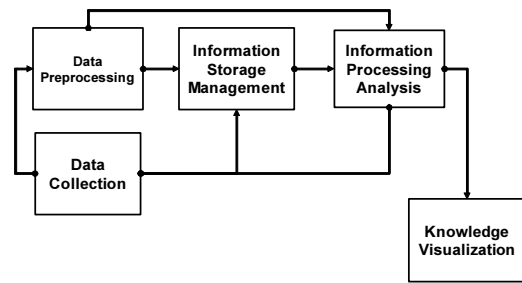 Data
Preprocessing
Information
Storage
Management
Information
Processing
Analysis
Data
Collection
Knowledge
Visualization